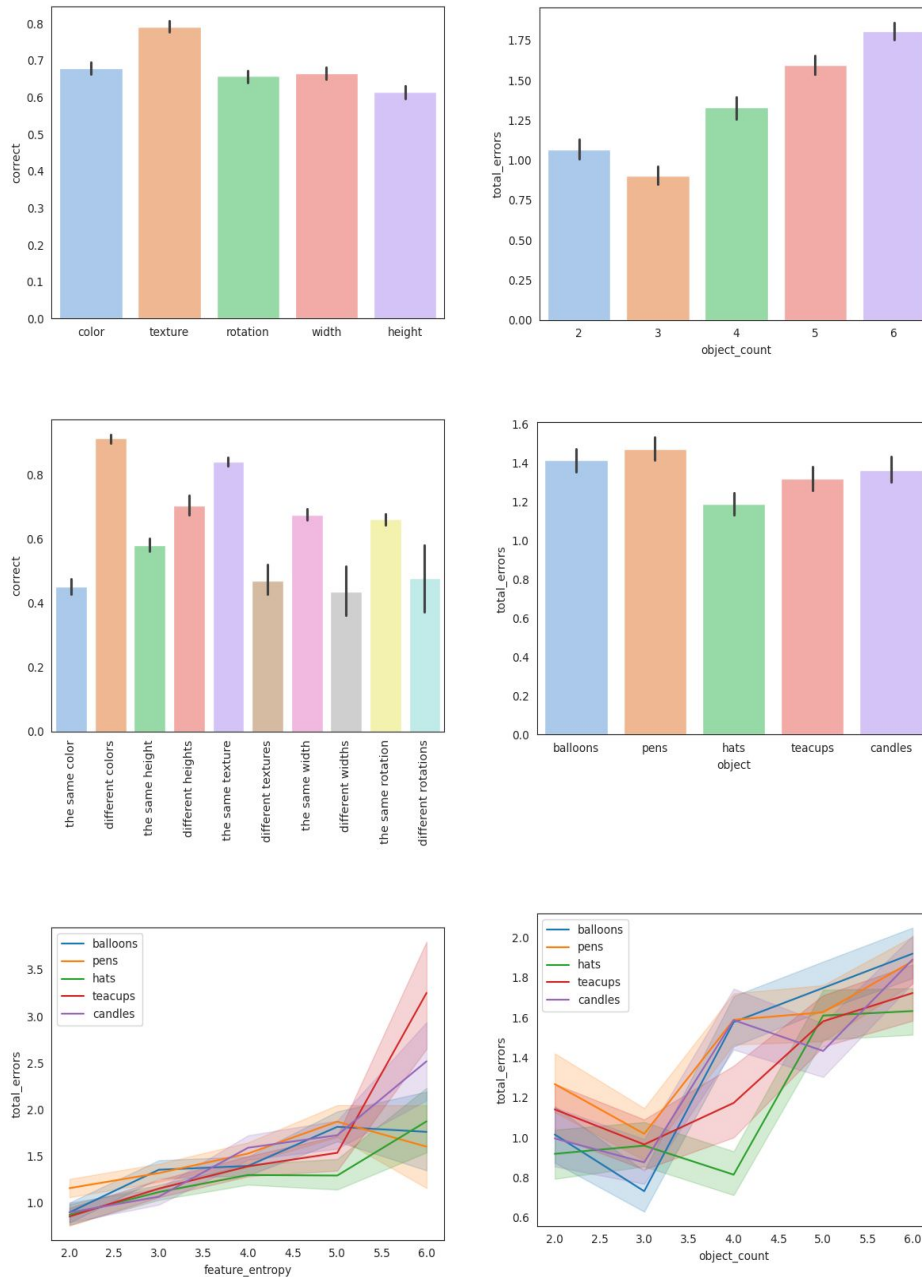 correct
0.8
0.7
0.6
0.5
0.4
0.3
0.2
0.1
0.0
color texture rotation width height
total_errors
1.75
1.50
1.25
1.00
0.75
0.50
0.25
0.00
2 3 4 5 6
object_count
correct
0.8
0.6
0.4
0.2
0.0
the same color
different colors
the same height
different heights
the same texture
different textures
the same width
different widths
the same rotation
different rotations
total_errors
1.6
1.4
1.2
1.0
0.8
0.6
0.4
0.2
0.0
balloons pens hats teacups candles
object
balloons
pens
hats
teacups
candles
total_errors
3.5
3.0
2.5
2.0
1.5
1.0
2.0 2.5 3.0 3.5 4.0 4.5 5.0 5.5 6.0
feature_entropy
balloons
pens
hats
teacups
candles
total_errors
2.0
1.8
1.6
1.4
1.2
1.0
0.8
0.6
2.0 2.5 3.0 3.5 4.0 4.5 5.0 5.5 6.0
object_count